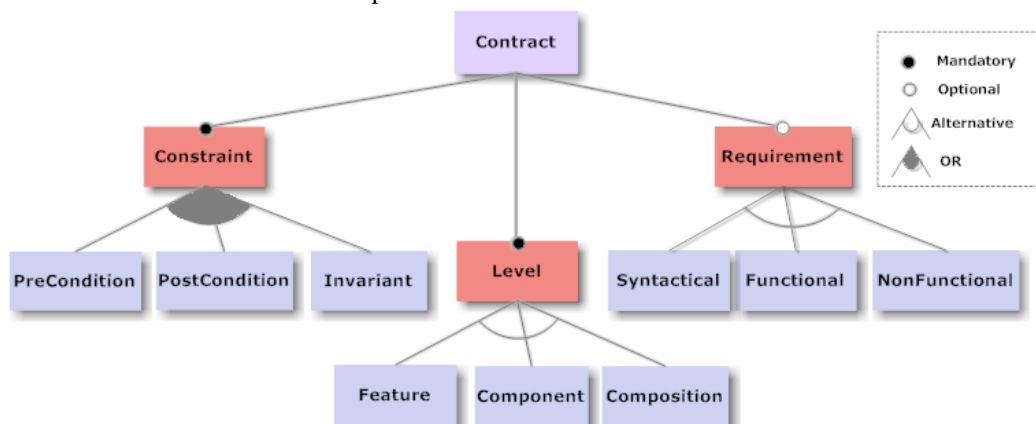 Contract
Mandatory
Optional
Alternative
OR
Constraint
Requirement
PreCondition
PostCondition
Invariant
Level
Syntactical
Functional
NonFunctional
Feature
Component
Composition